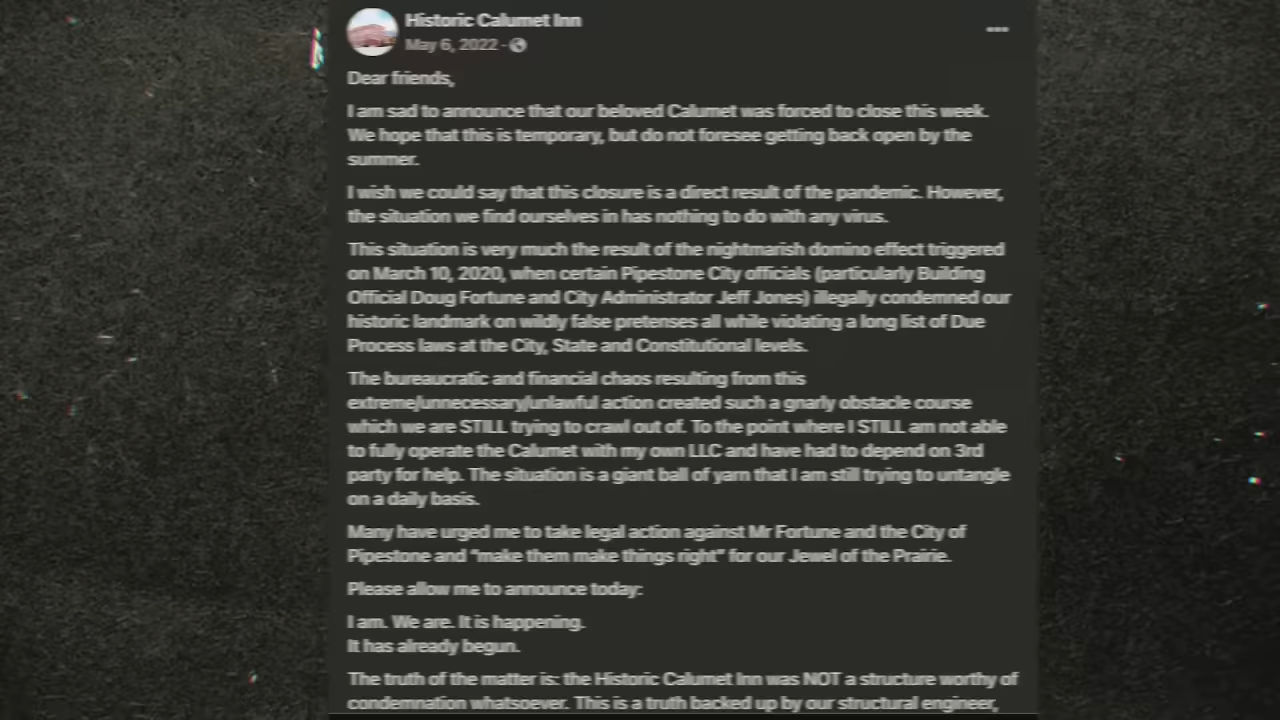 Historic Calumet Inn
May 6, 2022 ·
Dear friends,
I am sad to announce that our beloved Calumet was forced to close this week.
We hope that this is temporary, but do not foresee getting back open by the
summer.
I wish we could say that this closure is a direct result of the pandemic. However,
the situation we find ourselves in has nothing to do with any virus.
This situation is very much the result of the nightmarish domino effect triggered
on March 10, 2020, when certain Pipestone City officials (particularly Building
Official Doug Fortune and City Administrator Jeff Jones) illegally condemned our
historic landmark on wildly false pretenses all while violating a long list of Due
Process laws at the City, State and Constitutional levels.
The bureaucratic and financial chaos resulting from this
extreme/unnecessary/unlawful action created such a gnarly obstacle course
which we are STILL trying to crawl out of. To the point where I STILL am not able
to fully operate the Calumet with my own LLC and have had to depend on 3rd
party for help. The situation is a giant ball of yarn that I am still trying to untangle
on a daily basis.
Many have urged me to take legal action against Mr Fortune and the City of
Pipestone and "make them make things right" for our Jewel of the Prairie.
Please allow me to announce today:
I am. We are. It is happening.
It has already begun.
The truth of the matter is: the Historic Calumet Inn was NOT a structure worthy of
condemnation whatsoever. This is a truth backed up by our structural engineer,